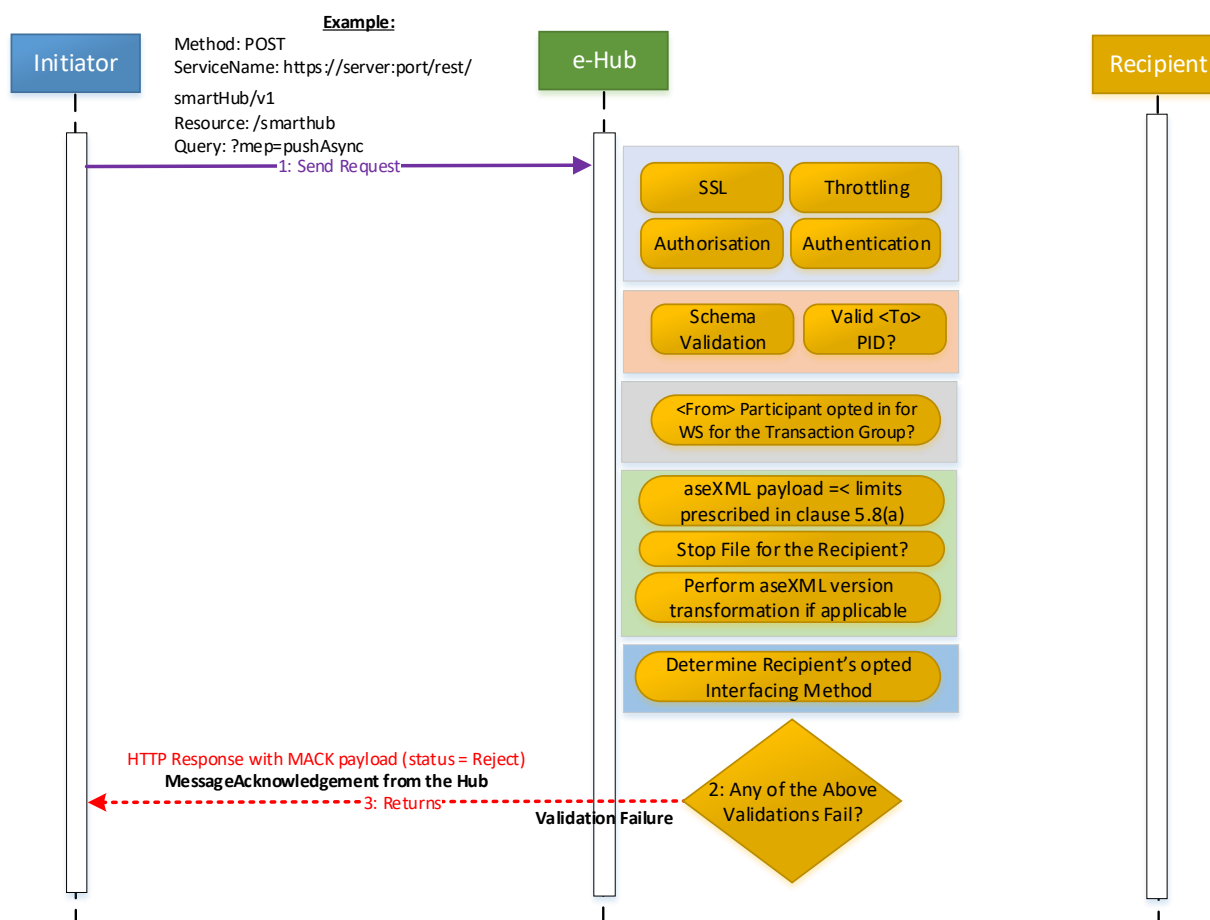 Example:
Method: POST
ServiceName: https://server:port/rest/
smartHub/v1
Resource: /smarthub
Query: ?mep=pushAsync
Initiator
e-Hub
Recipient
1: Send Request
SSL
Throttling
Authorisation
Authentication
Schema
Validation
Valid <To>
PID?
<From> Participant opted in for
WS for the Transaction Group?
aseXML payload =< limits
prescribed in clause 5.8(a)
Stop File for the Recipient?
Perform aseXML version
transformation if applicable
Determine Recipient's opted
Interfacing Method
HTTP Response with MACK payload (status = Reject)
MessageAcknowledgement from the Hub
3: Returns
Validation Failure
2: Any of the Above
Validations Fail?